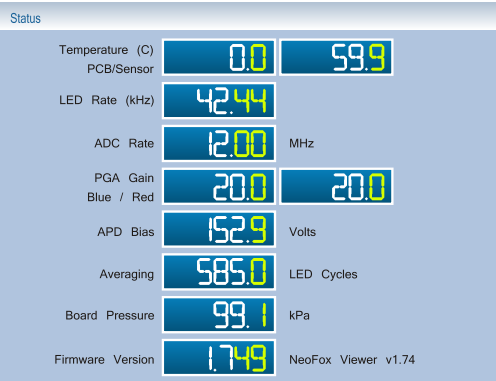 Status
Temperature (C) 0.0 59.9
PCB/Sensor
LED Rate (kHz) 42.44
ADC Rate 12.00 MHz
PGA Gain 20.0 20.0
Blue / Red
APD Bias 152.9 Volts
Averaging 585.0 LED Cycles
Board Pressure 99.1 kPa
Firmware Version 1.749 NeoFox Viewer v1.74